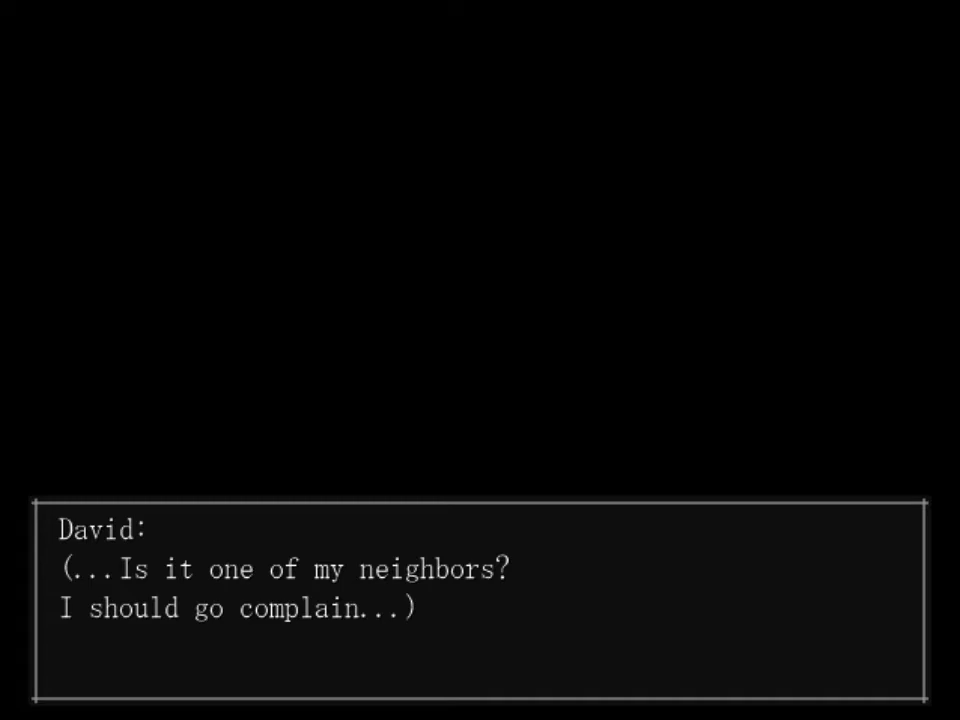 David:
(...Is it one of my neighbors?
I should go complain...)